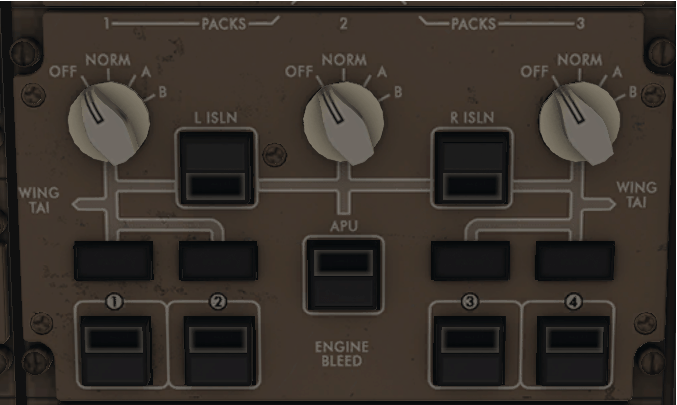 1 PACKS 2 PACKS 3
OFF NORM A B
OFF NORM A B
OFF NORM A B
L ISLN
R ISLN
WING
TAI
WING
TAI
APU
1 2 3 4
ENGINE
BLEED